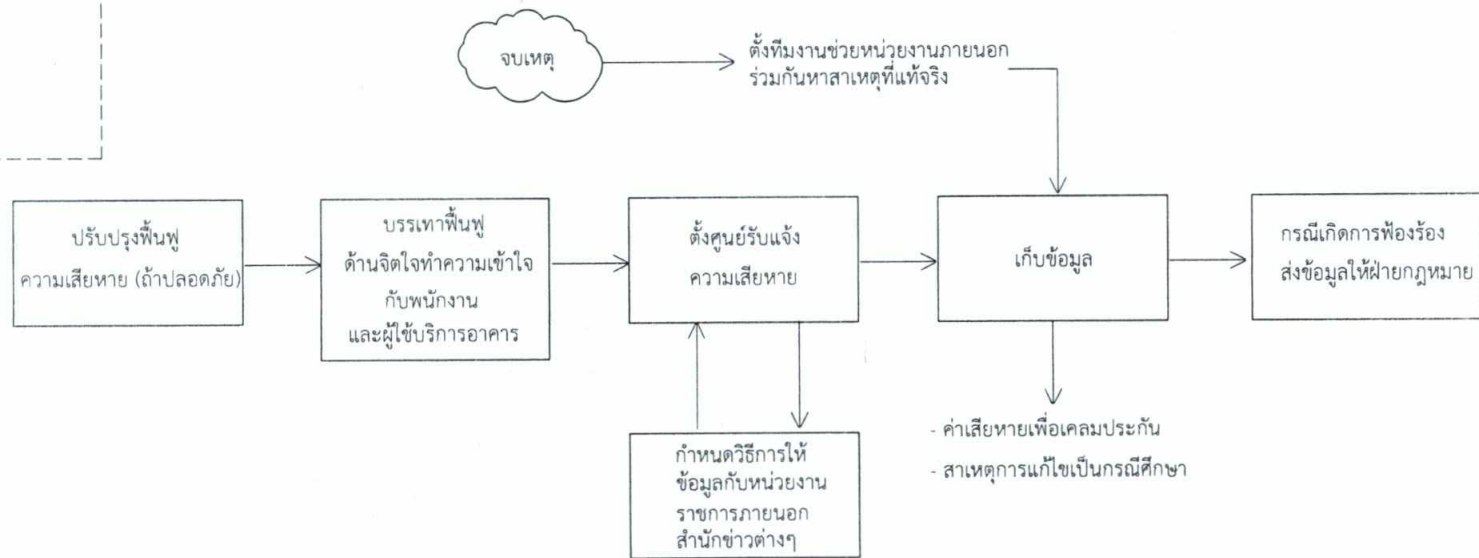 จบเหตุ
ตั้งทีมงานช่วยหน่วยงานภายนอก
ร่วมกันหาสาเหตุที่แท้จริง
ปรับปรุงฟื้นฟู
ความเสียหาย (ถ้าปลอดภัย)
บรรเทาฟื้นฟู
ด้านจิตใจทำความเข้าใจ
กับพนักงาน
และผู้ใช้บริการอาคาร
ตั้งศูนย์รับแจ้ง
ความเสียหาย
เก็บข้อมูล
กรณีเกิดการฟ้องร้อง
ส่งข้อมูลให้ฝ่ายกฎหมาย
กำหนดวิธีการให้
ข้อมูลกับหน่วยงาน
ราชการภายนอก
สำนักข่าวต่างๆ
- ค่าเสียหายเพื่อเคลมประกัน
- สาเหตุการแก้ไขเป็นกรณีศึกษา